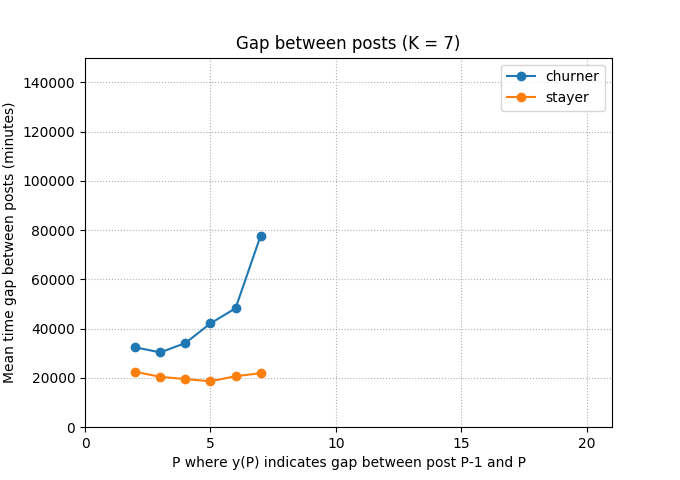 Gap between posts (K = 7)
churner
stayer
Mean time gap between posts (minutes)
140000
120000
100000
80000
60000
40000
20000
0
0 5 10 15 20
P where y(P) indicates gap between post P-1 and P